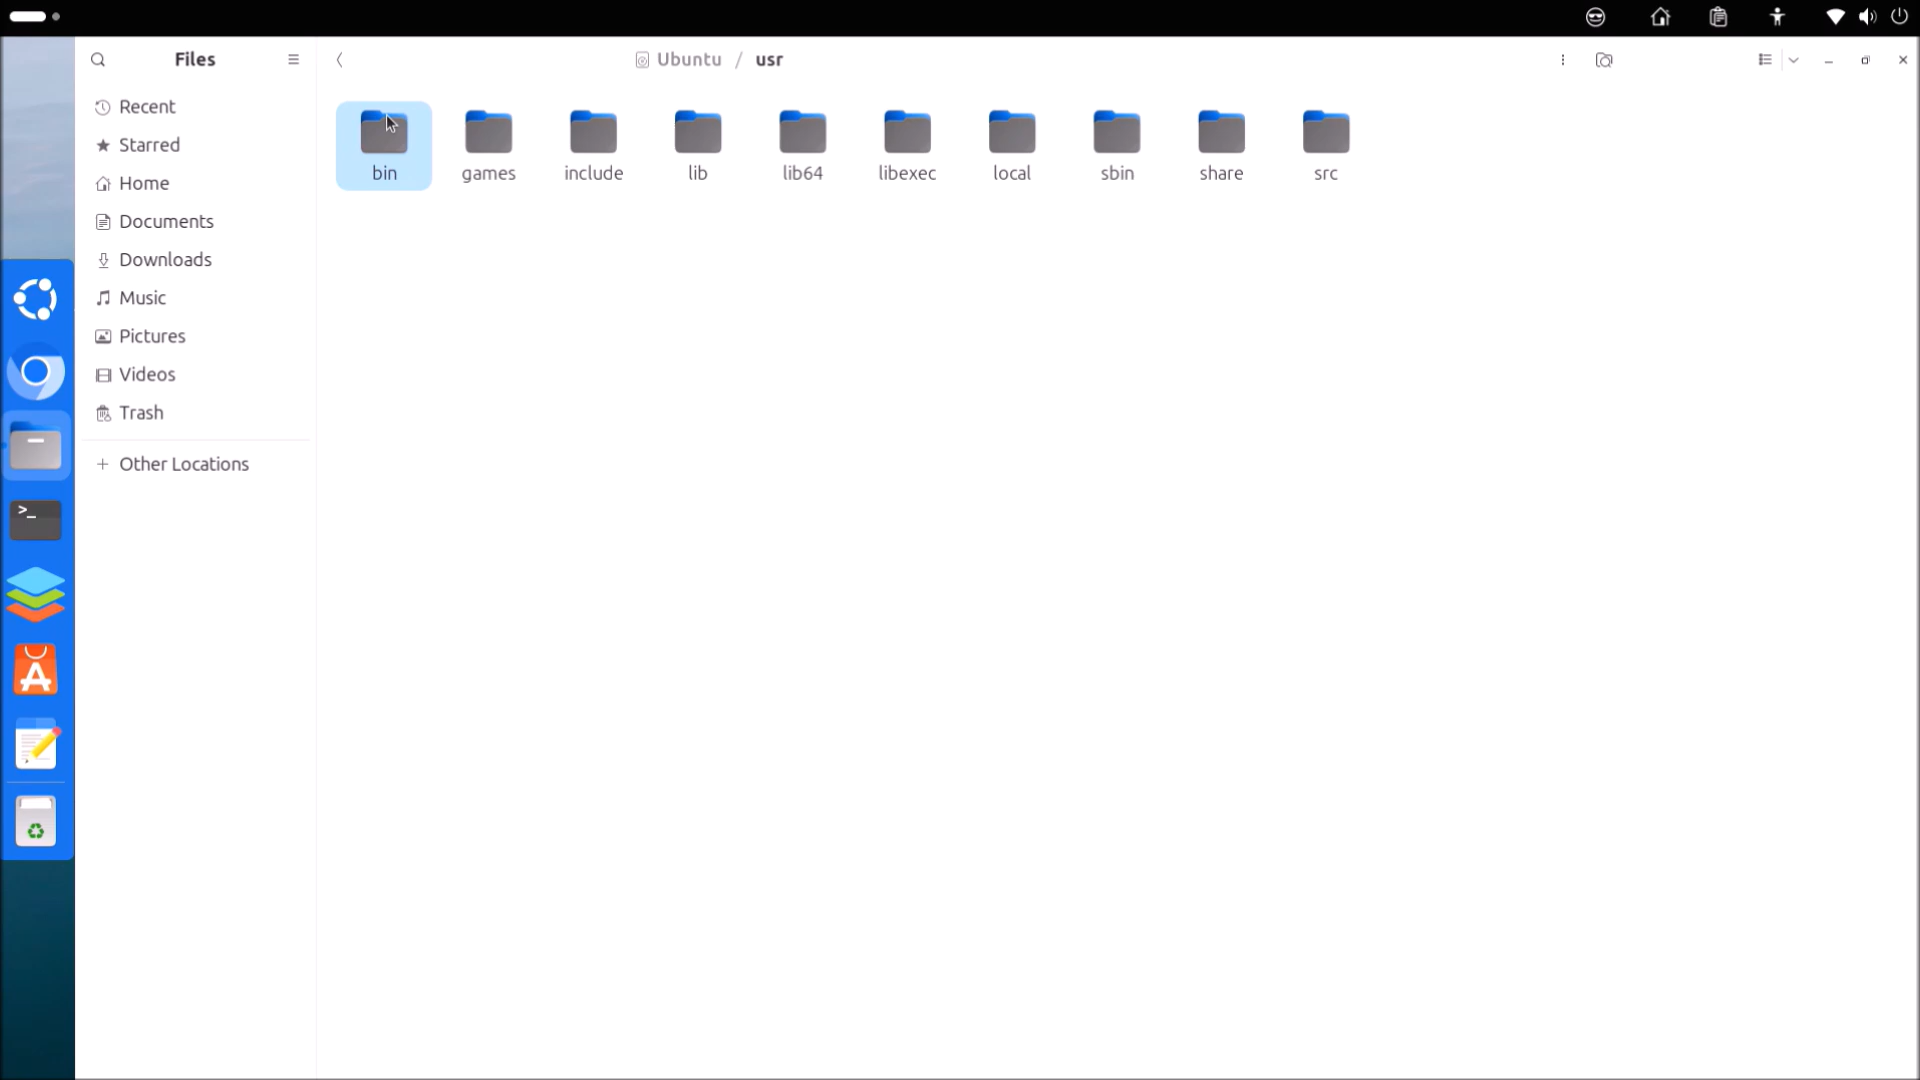 Files
Ubuntu / usr
Recent
Starred
Home
Documents
Downloads
Music
Pictures
Videos
Trash
+ Other Locations
bin
games
include
lib
lib64
libexec
local
sbin
share
src
>_
A